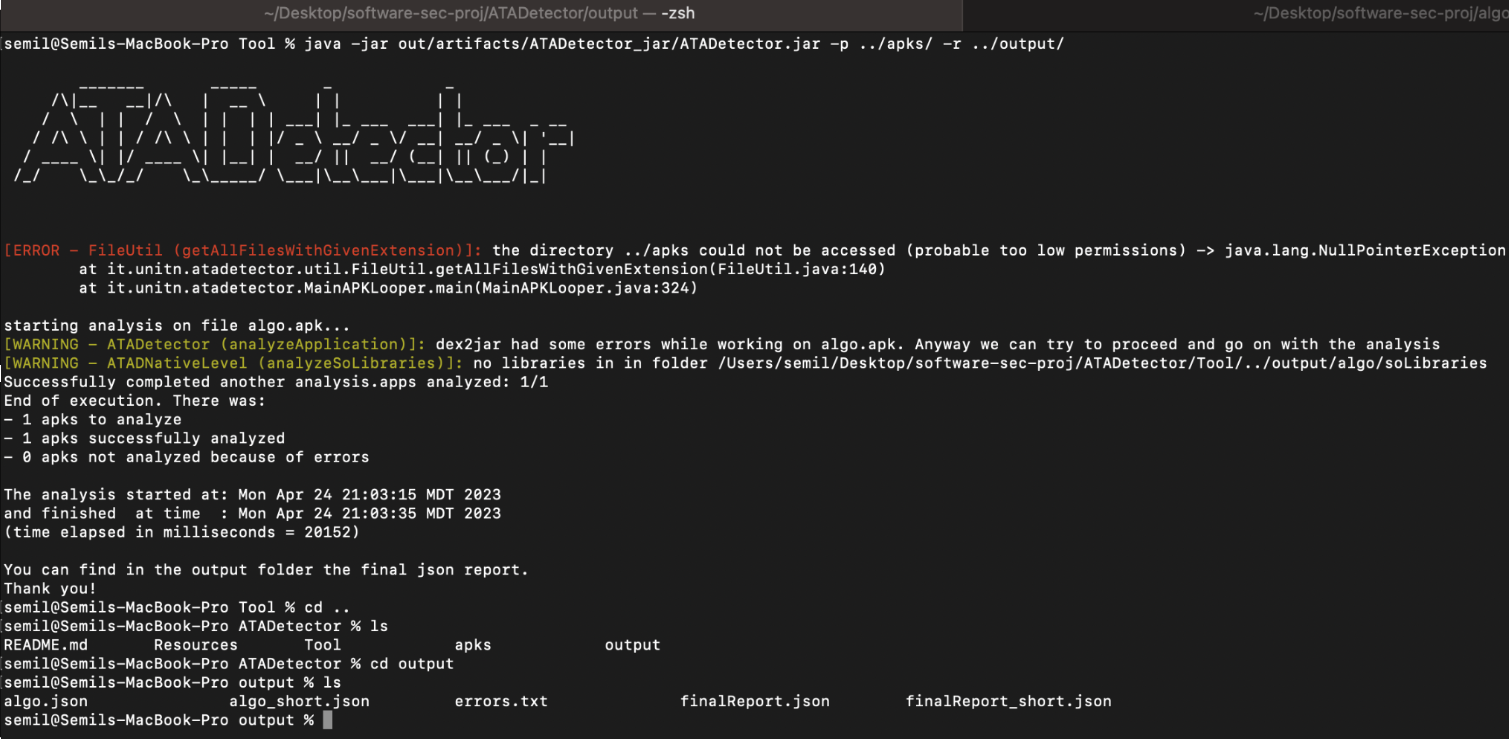 ~/Desktop/software-sec-proj/ATADetector/output — -zsh
~/Desktop/software-sec-proj/algo
semil@Semils-MacBook-Pro Tool % java -jar out/artifacts/ATADetector_jar/ATADetector.jar -p ../apks/ -r ../output/
ATADetector
[ERROR - FileUtil (getAllFilesWithGivenExtension)]: the directory ../apks could not be accessed (probable too low permissions) -> java.lang.NullPointerException
at it.unitn.atadetector.util.FileUtil.getAllFilesWithGivenExtension(FileUtil.java:140)
at it.unitn.atadetector.MainAPKLooper.main(MainAPKLooper.java:324)
starting analysis on file algo.apk...
[WARNING - ATADetector (analyzeApplication)]: dex2jar had some errors while working on algo.apk. Anyway we can try to proceed and go on with the analysis
[WARNING - ATADNativeLevel (analyzeSoLibraries)]: no libraries in in folder /Users/semil/Desktop/software-sec-proj/ATADetector/Tool/../output/algo/soLibraries
Successfully completed another analysis.apps analyzed: 1/1
End of execution. There was:
- 1 apks to analyze
- 1 apks successfully analyzed
- 0 apks not analyzed because of errors
The analysis started at: Mon Apr 24 21:03:15 MDT 2023
and finished  at time  : Mon Apr 24 21:03:35 MDT 2023
(time elapsed in milliseconds = 20152)
You can find in the output folder the final json report.
Thank you!
semil@Semils-MacBook-Pro Tool % cd ..
semil@Semils-MacBook-Pro ATADetector % ls
README.md Resources Tool apks output
semil@Semils-MacBook-Pro ATADetector % cd output
semil@Semils-MacBook-Pro output % ls
algo.json algo_short.json errors.txt finalReport.json finalReport_short.json
semil@Semils-MacBook-Pro output %